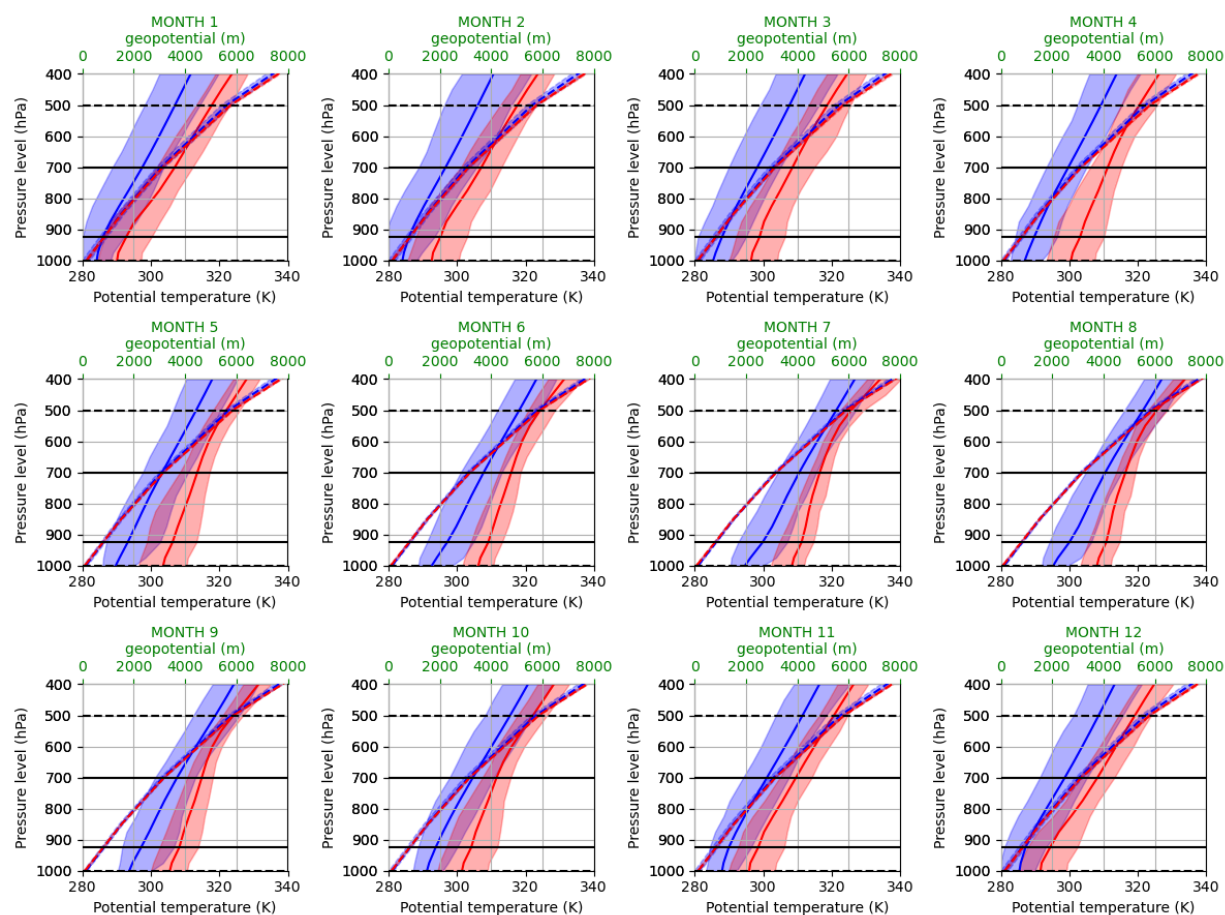 MONTH 1
geopotential (m)
0 2000 4000 6000 8000
400
500
600
700
800
900
1000
Pressure level (hPa)
280 300 320 340
Potential temperature (K)
MONTH 2
geopotential (m)
0 2000 4000 6000 8000
400
500
600
700
800
900
1000
Pressure level (hPa)
280 300 320 340
Potential temperature (K)
MONTH 3
geopotential (m)
0 2000 4000 6000 8000
400
500
600
700
800
900
1000
Pressure level (hPa)
280 300 320 340
Potential temperature (K)
MONTH 4
geopotential (m)
0 2000 4000 6000 8000
400
500
600
700
800
900
1000
Pressure level (hPa)
280 300 320 340
Potential temperature (K)
MONTH 5
geopotential (m)
0 2000 4000 6000 8000
400
500
600
700
800
900
1000
Pressure level (hPa)
280 300 320 340
Potential temperature (K)
MONTH 6
geopotential (m)
0 2000 4000 6000 8000
400
500
600
700
800
900
1000
Pressure level (hPa)
280 300 320 340
Potential temperature (K)
MONTH 7
geopotential (m)
0 2000 4000 6000 8000
400
500
600
700
800
900
1000
Pressure level (hPa)
280 300 320 340
Potential temperature (K)
MONTH 8
geopotential (m)
0 2000 4000 6000 8000
400
500
600
700
800
900
1000
Pressure level (hPa)
280 300 320 340
Potential temperature (K)
MONTH 9
geopotential (m)
0 2000 4000 6000 8000
400
500
600
700
800
900
1000
Pressure level (hPa)
280 300 320 340
Potential temperature (K)
MONTH 10
geopotential (m)
0 2000 4000 6000 8000
400
500
600
700
800
900
1000
Pressure level (hPa)
280 300 320 340
Potential temperature (K)
MONTH 11
geopotential (m)
0 2000 4000 6000 8000
400
500
600
700
800
900
1000
Pressure level (hPa)
280 300 320 340
Potential temperature (K)
MONTH 12
geopotential (m)
0 2000 4000 6000 8000
400
500
600
700
800
900
1000
Pressure level (hPa)
280 300 320 340
Potential temperature (K)